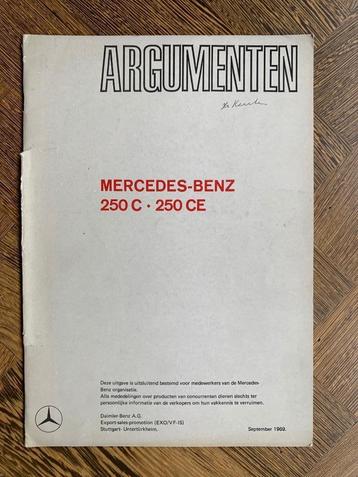 ARGUMENTEN
MERCEDES-BENZ
250 C · 250 CE
Deze uitgave is uitsluitend bestemd voor medewerkers van de Mercedes-
Benz organisatie.
Alle mededelingen over producten van concurrenten dienen slechts ter
persoonlijke informatie van de verkopers om hun vakkennis te verruimen.
Daimler-Benz A.G.
Export-sales-promotion (EXO/VF-IS)
Stuttgart- Untertürkheim,
September 1969.